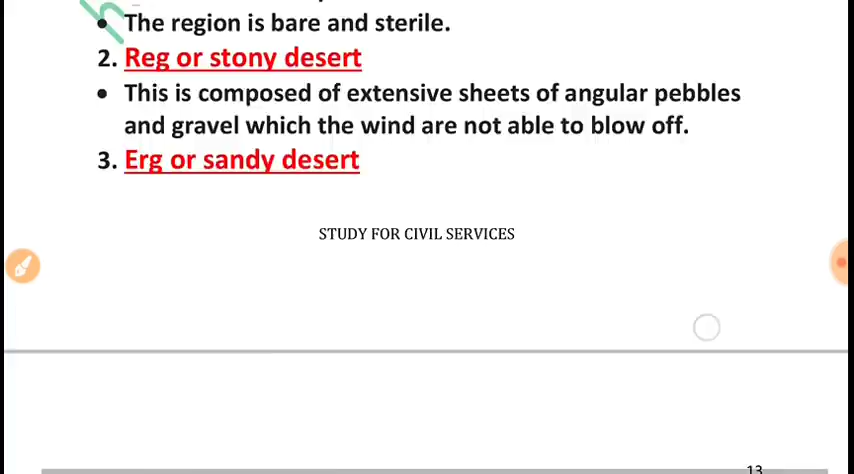 • The region is bare and sterile.
2. Reg or stony desert
• This is composed of extensive sheets of angular pebbles
and gravel which the wind are not able to blow off.
3. Erg or sandy desert
STUDY FOR CIVIL SERVICES
13